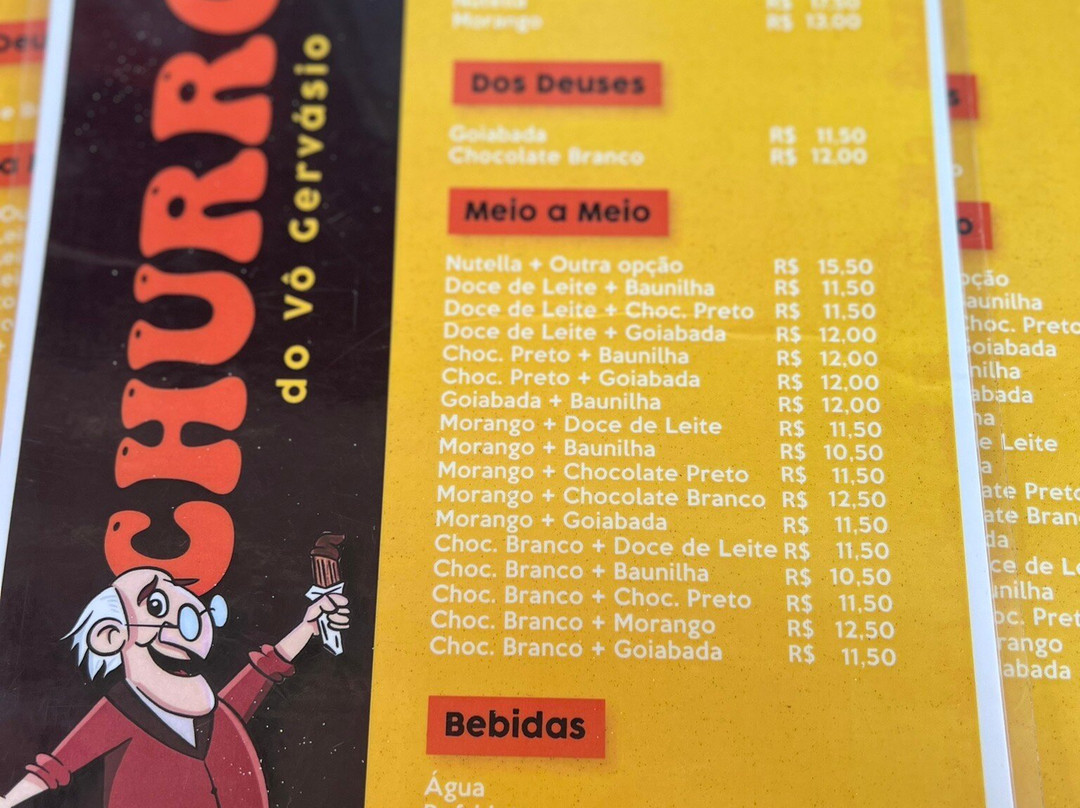 CHURRO
do vô Gervásio
Nutella R$ 17.50
Morango R$ 13.00
Dos Deuses
Goiabada R$ 11.50
Chocolate Branco R$ 12.00
Meio a Meio
Nutella + Outra opção R$ 15,50
Doce de Leite + Baunilha R$ 11,50
Doce de Leite + Choc. Preto R$ 11,50
Doce de Leite + Goiabada R$ 12,00
Choc. Preto + Baunilha R$ 12,00
Choc. Preto + Goiabada R$ 12,00
Goiabada + Baunilha R$ 12,00
Morango + Doce de Leite R$ 11,50
Morango + Baunilha R$ 10,50
Morango + Chocolate Preto R$ 11,50
Morango + Chocolate Branco R$ 12,50
Morango + Goiabada R$ 11,50
Choc. Branco + Doce de Leite R$ 11,50
Choc. Branco + Baunilha R$ 10,50
Choc. Branco + Choc. Preto R$ 11,50
Choc. Branco + Morango R$ 12,50
Choc. Branco + Goiabada R$ 11,50
Bebidas
Água